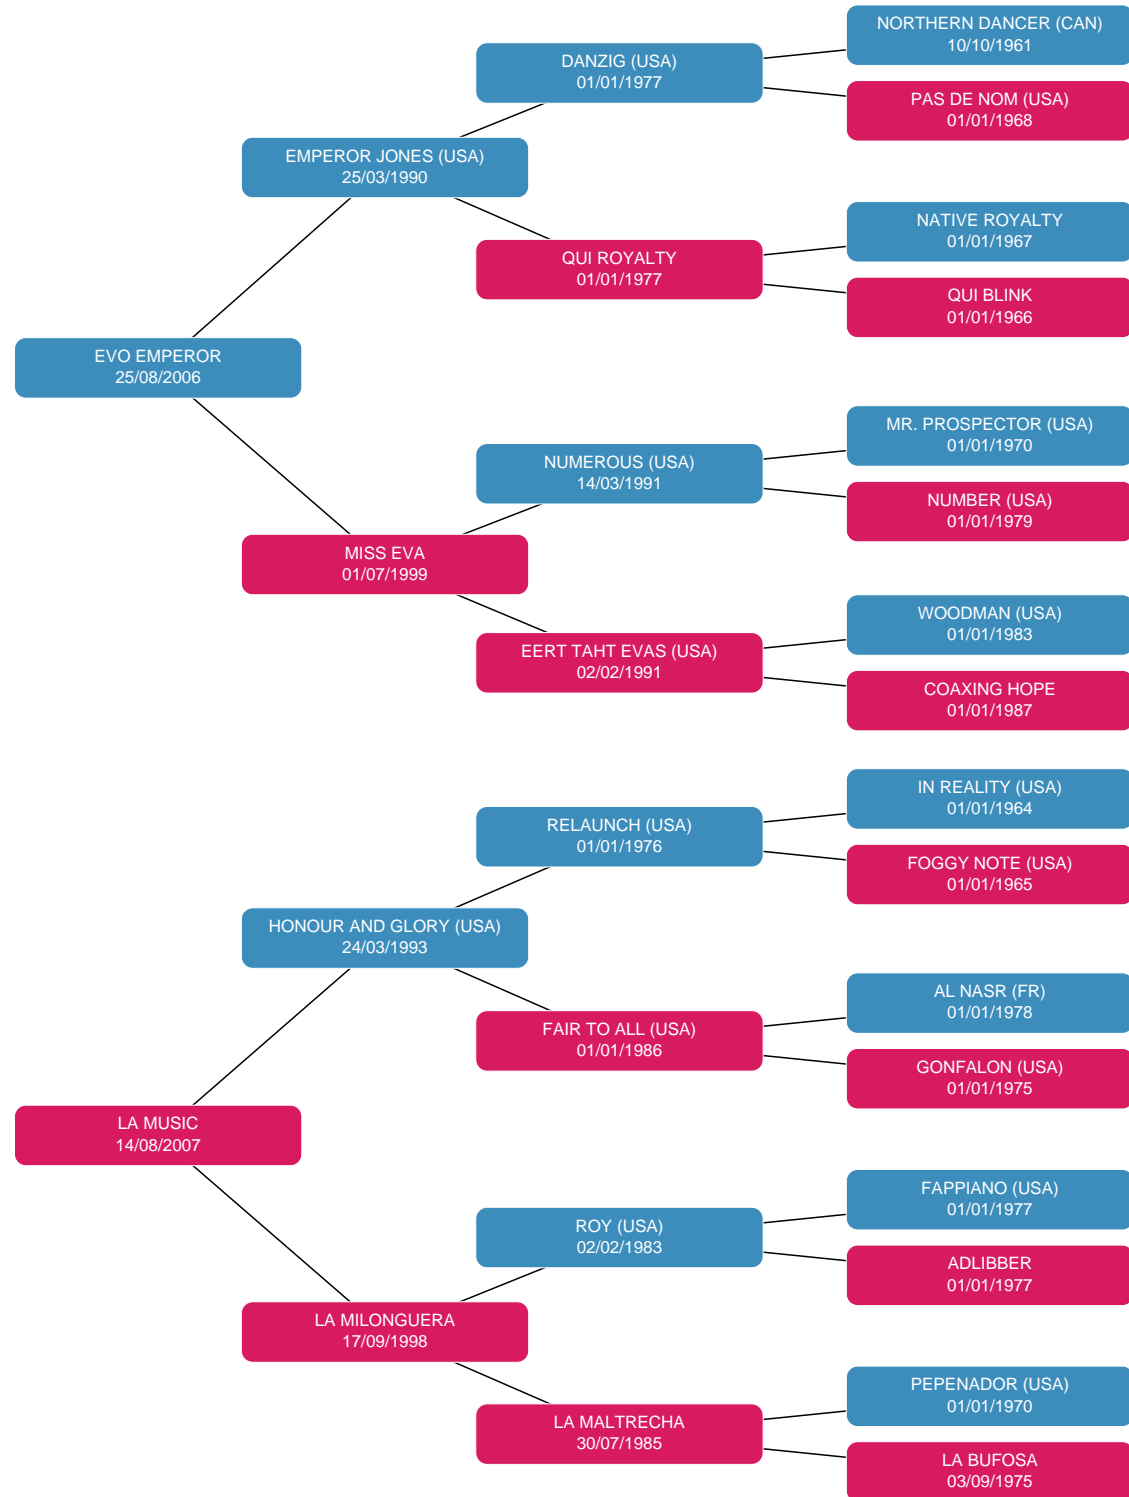 NORTHERN DANCER (CAN)
10/10/1961
DANZIG (USA)
01/01/1977
PAS DE NOM (USA)
01/01/1968
EMPEROR JONES (USA)
25/03/1990
NATIVE ROYALTY
01/01/1967
QUI ROYALTY
01/01/1977
QUI BLINK
01/01/1966
EVO EMPEROR
25/08/2006
MR. PROSPECTOR (USA)
01/01/1970
NUMEROUS (USA)
14/03/1991
NUMBER (USA)
01/01/1979
MISS EVA
01/07/1999
WOODMAN (USA)
01/01/1983
EERT TAHT EVAS (USA)
02/02/1991
COAXING HOPE
01/01/1987
IN REALITY (USA)
01/01/1964
RELAUNCH (USA)
01/01/1976
FOGGY NOTE (USA)
01/01/1965
HONOUR AND GLORY (USA)
24/03/1993
AL NASR (FR)
01/01/1978
FAIR TO ALL (USA)
01/01/1986
GONFALON (USA)
01/01/1975
LA MUSIC
14/08/2007
FAPPIANO (USA)
01/01/1977
ROY (USA)
02/02/1983
ADLIBBER
01/01/1977
LA MILONGUERA
17/09/1998
PEPENADOR (USA)
01/01/1970
LA MALTRECHA
30/07/1985
LA BUFOSA
03/09/1975